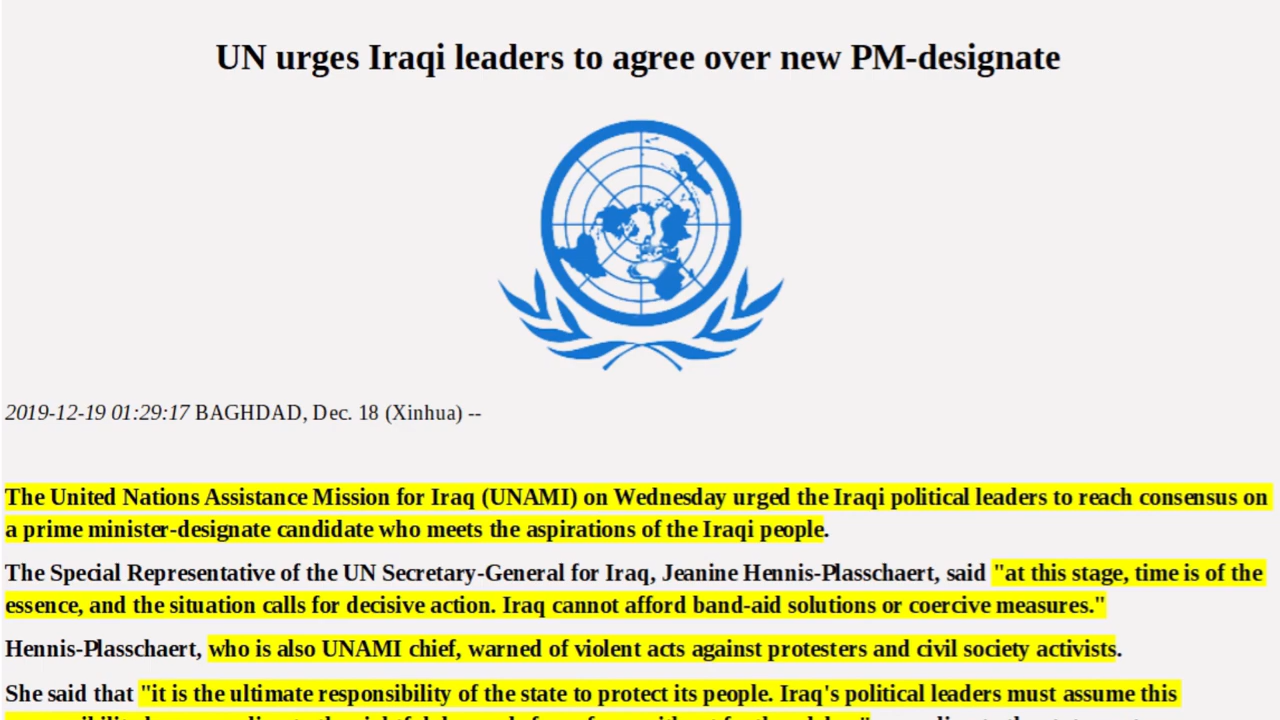 UN urges Iraqi leaders to agree over new PM-designate
2019-12-19 01:29:17 BAGHDAD, Dec. 18 (Xinhua) --
The United Nations Assistance Mission for Iraq (UNAMI) on Wednesday urged the Iraqi political leaders to reach consensus on
a prime minister-designate candidate who meets the aspirations of the Iraqi people.
The Special Representative of the UN Secretary-General for Iraq, Jeanine Hennis-Plasschaert, said "at this stage, time is of the
essence, and the situation calls for decisive action. Iraq cannot afford band-aid solutions or coercive measures."
Hennis-Plasschaert, who is also UNAMI chief, warned of violent acts against protesters and civil society activists.
She said that "it is the ultimate responsibility of the state to protect its people. Iraq's political leaders must assume this